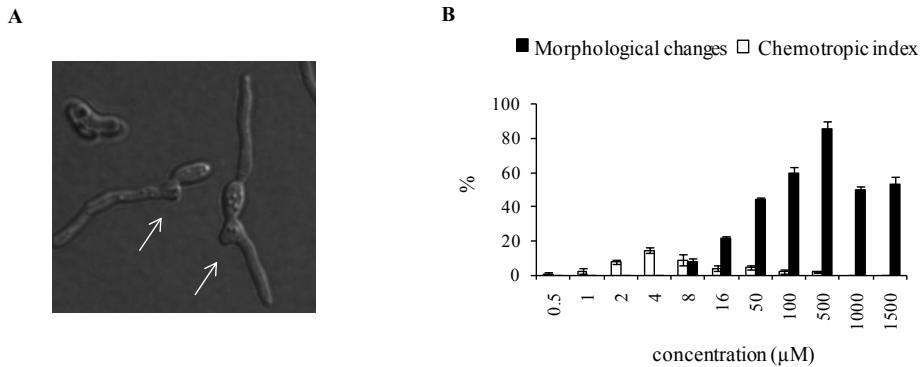 A
B
Morphological changes Chemotropic index
100
80
60
40
20
0
%
0.5 1 2 4 8 16 50 100 500 1000 1500
concentration (µM)